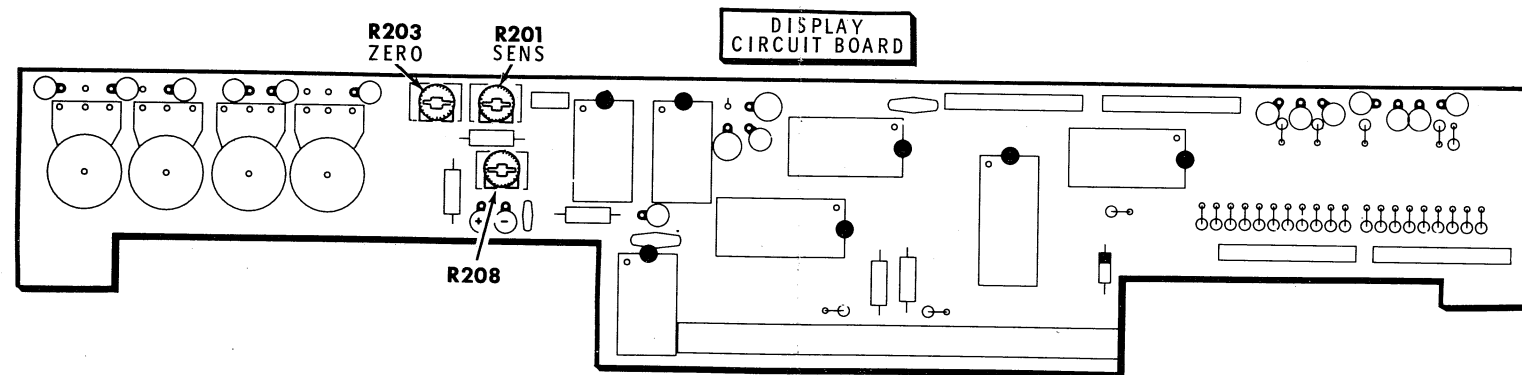 DISPLAY
CIRCUIT BOARD
R203
ZERO
R201
SENS
R208
+ −